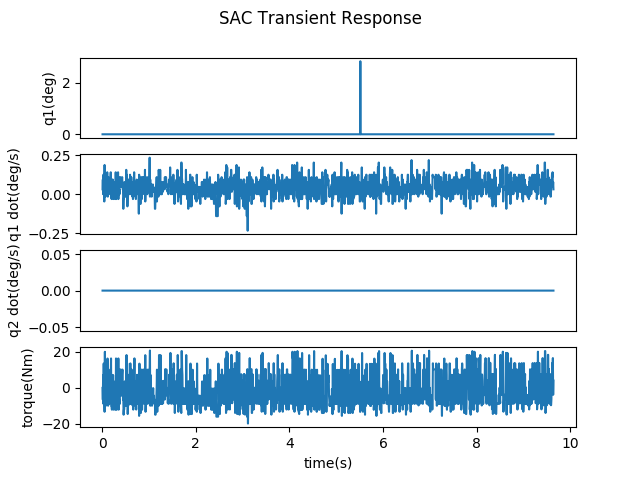 SAC Transient Response
q1(deg)
2
0
q1 dot(deg/s)
0.25
0.00
−0.25
q2 dot(deg/s)
0.05
0.00
−0.05
torque(Nm)
20
0
−20
0 2 4 6 8 10
time(s)